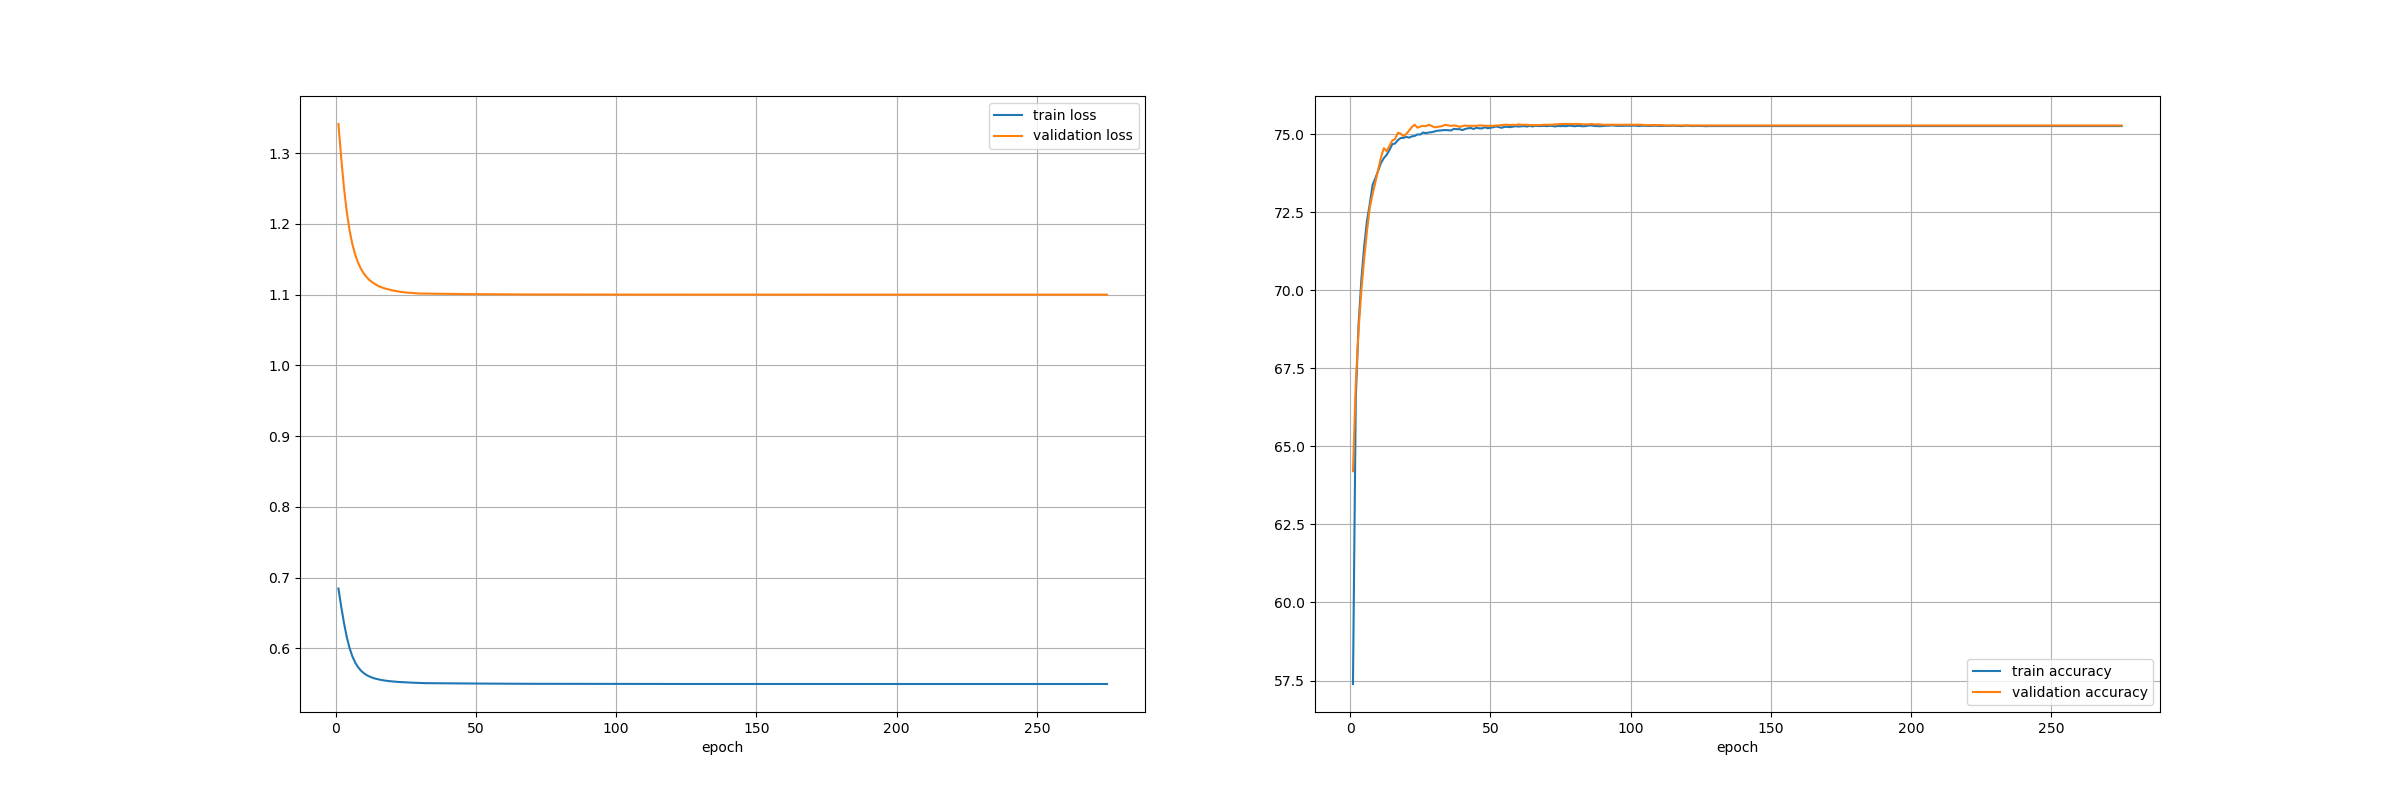 train loss
validation loss
1.3
1.2
1.1
1.0
0.9
0.8
0.7
0.6
0 50 100 150 200 250
epoch
75.0
72.5
70.0
67.5
65.0
62.5
60.0
57.5
train accuracy
validation accuracy
0 50 100 150 200 250
epoch